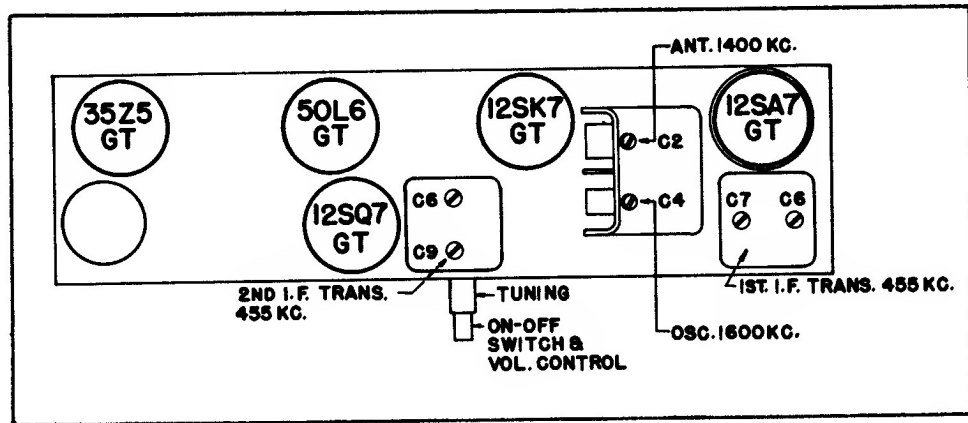 ANT. 1400 KC.
35Z5
GT
50L6
GT
12SK7
GT
C2
12SA7
GT
C4
12SQ7
GT
C6
C9
C7 C6
2ND I.F. TRANS.
455 KC.
TUNING
1ST. I.F. TRANS. 455 KC.
ON-OFF
SWITCH &
VOL. CONTROL
OSC. 1600 KC.